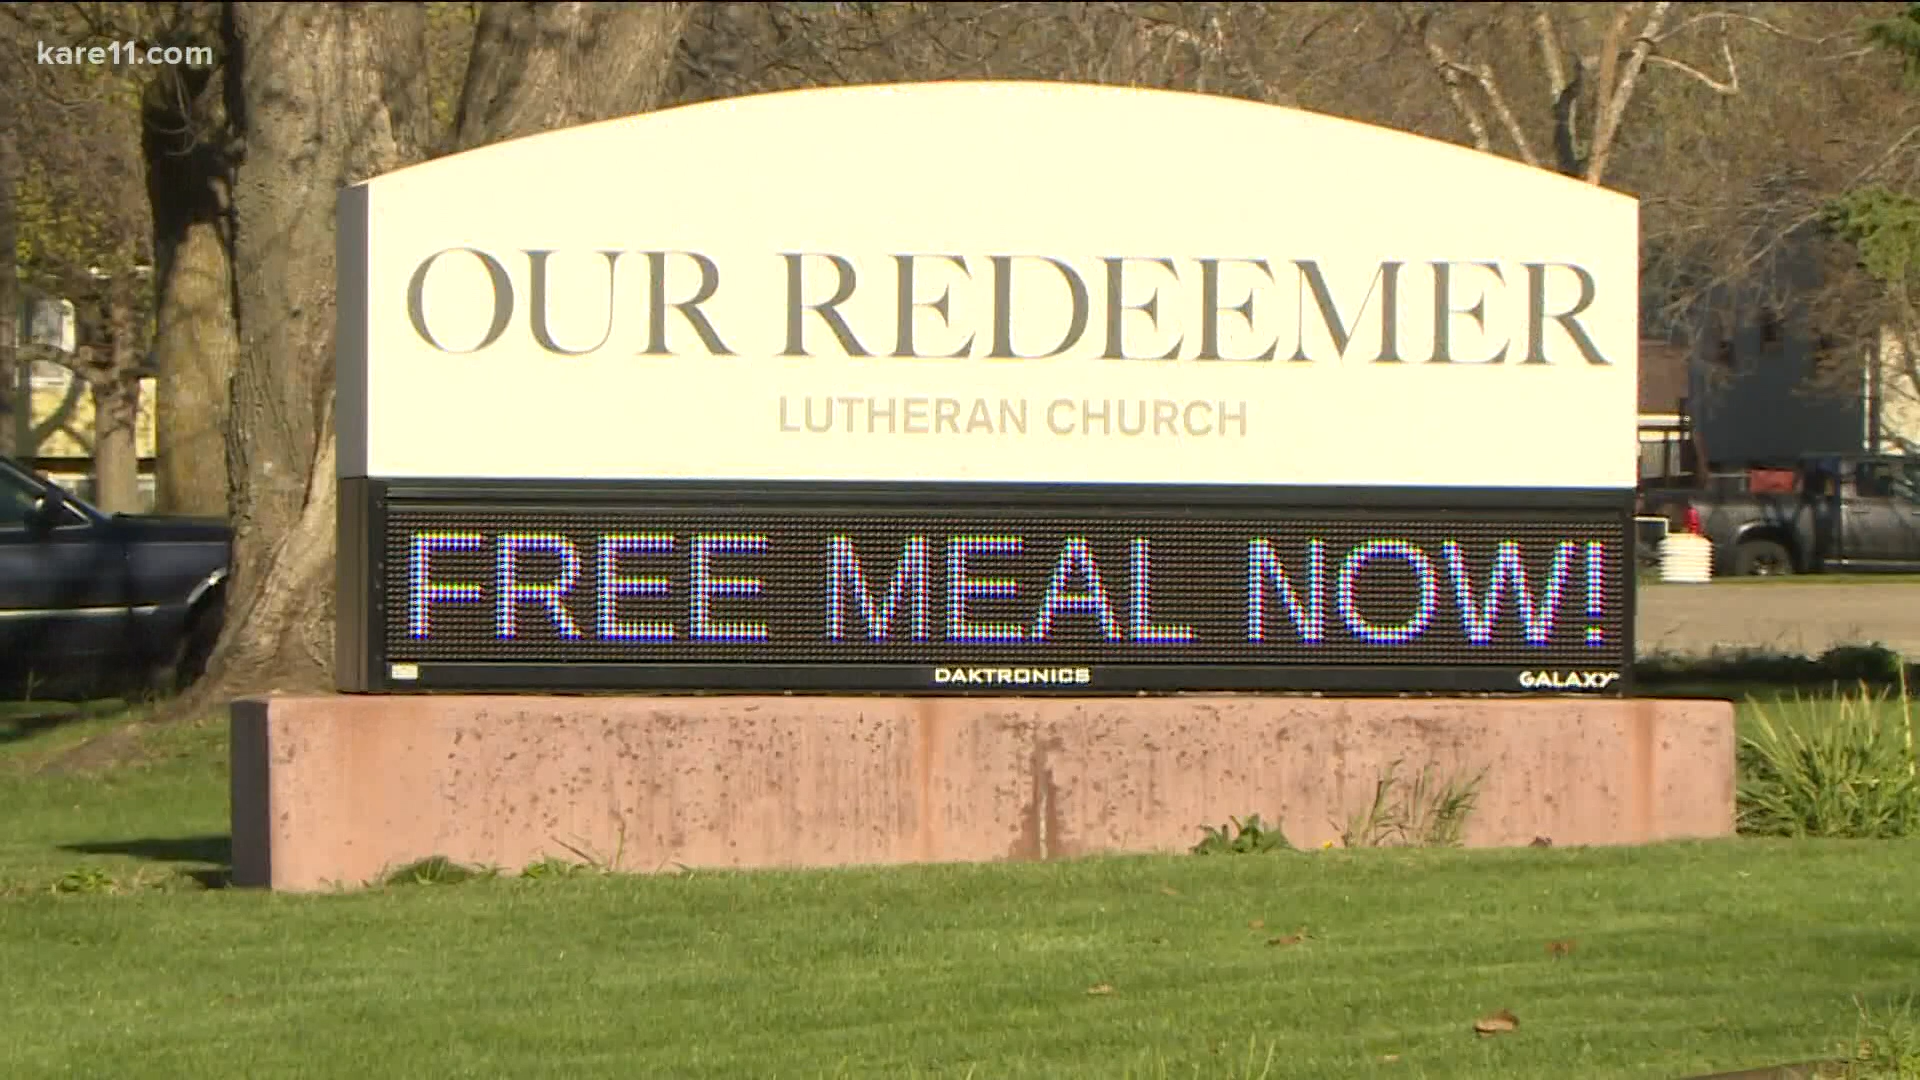 kare11.com
OUR REDEEMER
LUTHERAN CHURCH
FREE MEAL NOW!
DAKTRONICS
GALAXY